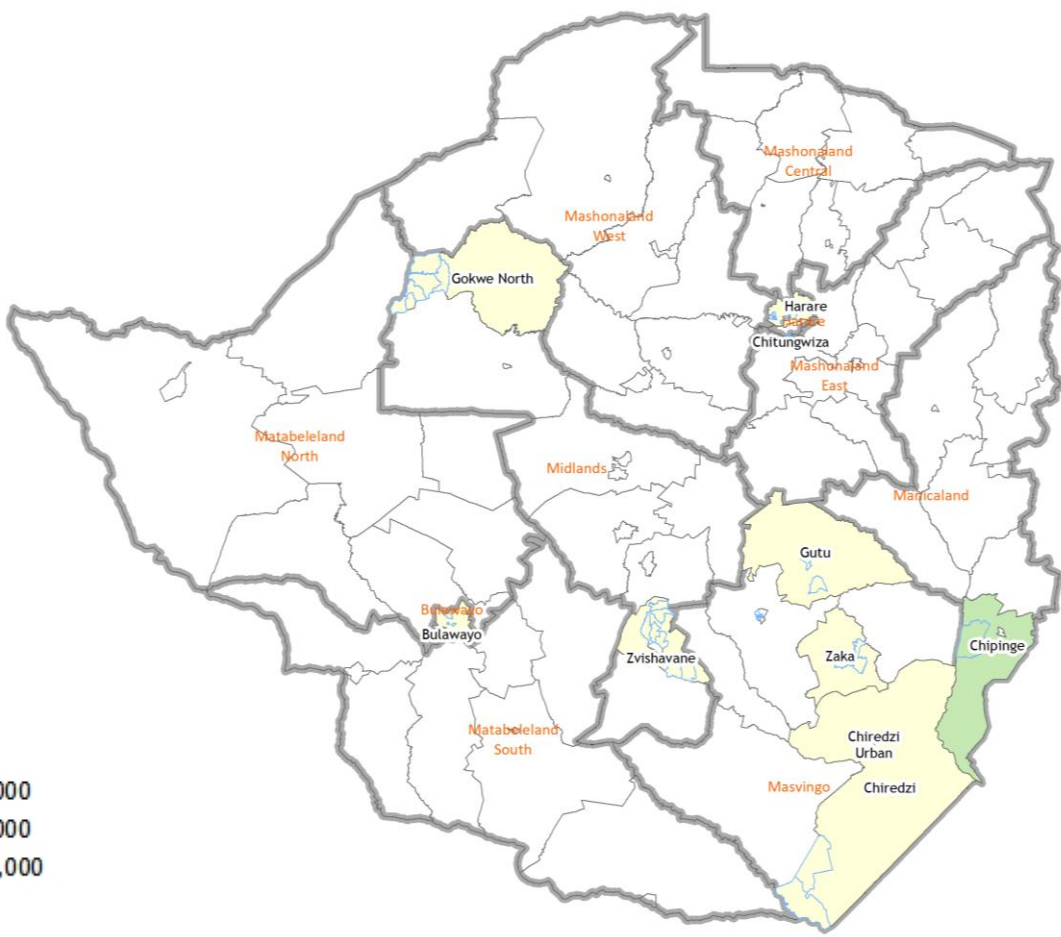 Mashonaland
Central
Mashonaland
West
Gokwe North
Harare
Harare
Chitungwiza
Mashonaland
East
Matabeleland
North
Midlands
Manicaland
Gutu
Bulawayo
Bulawayo
Zvishavane
Zaka
Chipinge
Matabeleland
South
Chiredzi
Urban
Masvingo
Chiredzi
000
000
,000